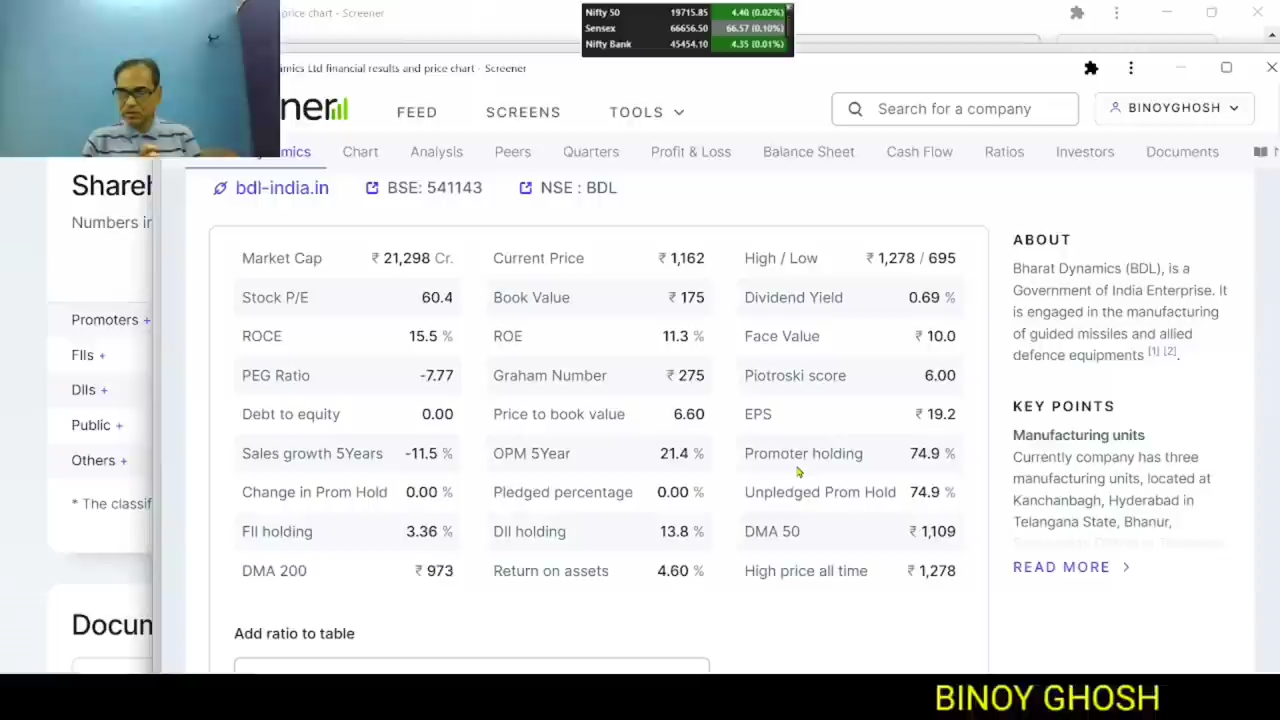 price chart - Screener
Nifty 50 19715.85 4.40 (0.02%)
Sensex 66656.50 66.57 (0.10%)
Nifty Bank 45454.10 4.35 (0.01%)
amics Ltd financial results and price chart - Screener
ner
FEED SCREENS TOOLS
Search for a company
BINOYGHOSH
amics Chart Analysis Peers Quarters Profit & Loss Balance Sheet Cash Flow Ratios Investors Documents
bdl-india.in BSE: 541143 NSE : BDL
Market Cap ₹ 21,298 Cr. Current Price ₹ 1,162 High / Low ₹ 1,278 / 695
Stock P/E 60.4 Book Value ₹ 175 Dividend Yield 0.69 %
ROCE 15.5 % ROE 11.3 % Face Value ₹ 10.0
PEG Ratio -7.77 Graham Number ₹ 275 Piotroski score 6.00
Debt to equity 0.00 Price to book value 6.60 EPS ₹ 19.2
Sales growth 5Years -11.5 % OPM 5Year 21.4 % Promoter holding 74.9 %
Change in Prom Hold 0.00 % Pledged percentage 0.00 % Unpledged Prom Hold 74.9 %
FII holding 3.36 % DII holding 13.8 % DMA 50 ₹ 1,109
DMA 200 ₹ 973 Return on assets 4.60 % High price all time ₹ 1,278
Add ratio to table
ABOUT
Bharat Dynamics (BDL), is a
Government of India Enterprise. It
is engaged in the manufacturing
of guided missiles and allied
defence equipments [1] [2].
KEY POINTS
Manufacturing units
Currently company has three
manufacturing units, located at
Kanchanbagh, Hyderabad in
Telangana State, Bhanur,
READ MORE
Shareh
Numbers in
Promoters +
FIIs +
DIIs +
Public +
Others +
* The classif
Docum
BINOY GHOSH